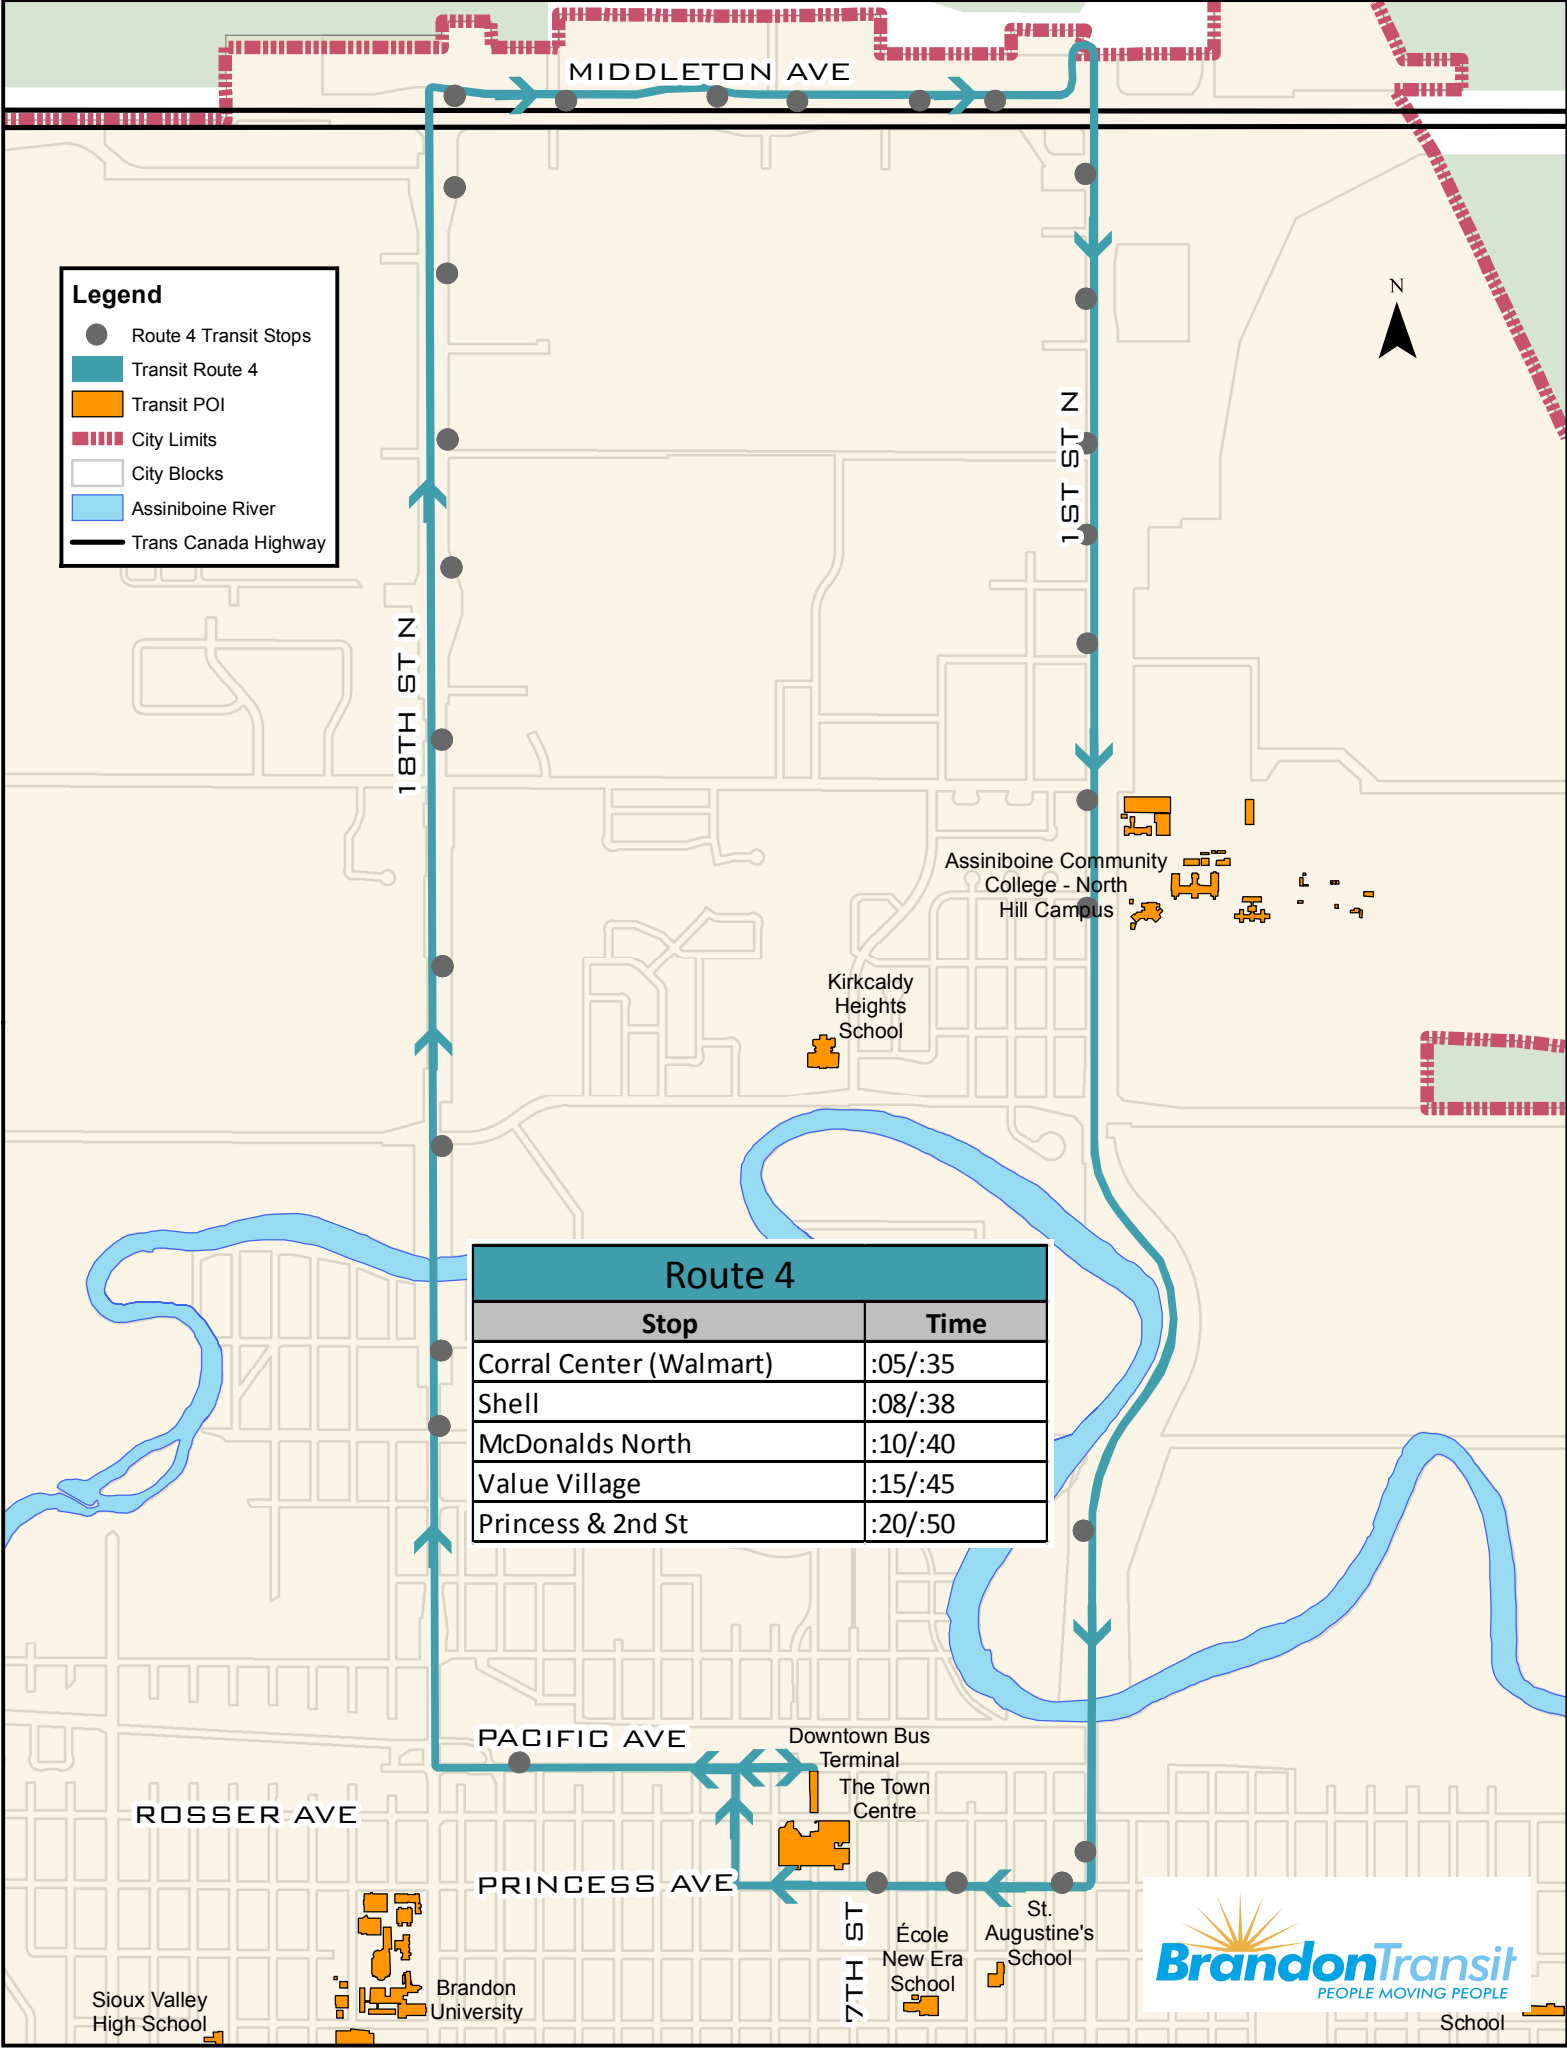 MIDDLETON AVE
Legend
Route 4 Transit Stops
Transit Route 4
Transit POI
City Limits
City Blocks
Assiniboine River
Trans Canada Highway
N
1ST ST N
18TH ST N
Assiniboine Community
College - North
Hill Campus
Kirkcaldy
Heights
School
Route 4
Stop Time
Corral Center (Walmart) :05/:35
Shell :08/:38
McDonalds North :10/:40
Value Village :15/:45
Princess & 2nd St :20/:50
PACIFIC AVE
Downtown Bus
Terminal
The Town
Centre
ROSSER AVE
PRINCESS AVE
7TH ST
St.
Augustine's
School
École
New Era
School
Brandon
University
Sioux Valley
High School
BrandonTransit
PEOPLE MOVING PEOPLE
School